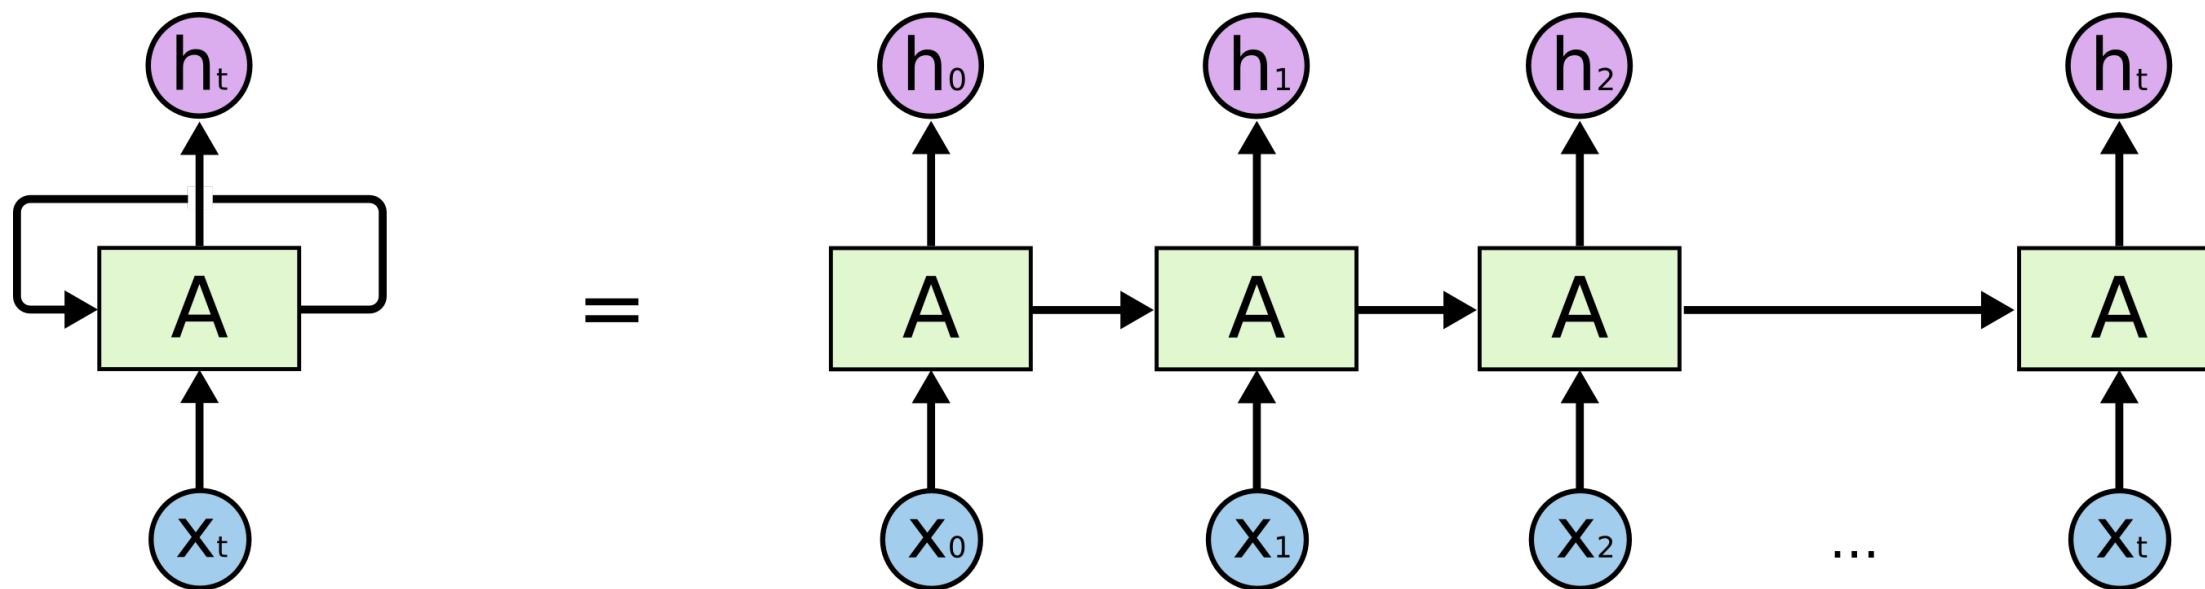 ht h0 h1 h2 ht
A = A A A A
xt x0 x1 x2 ... xt